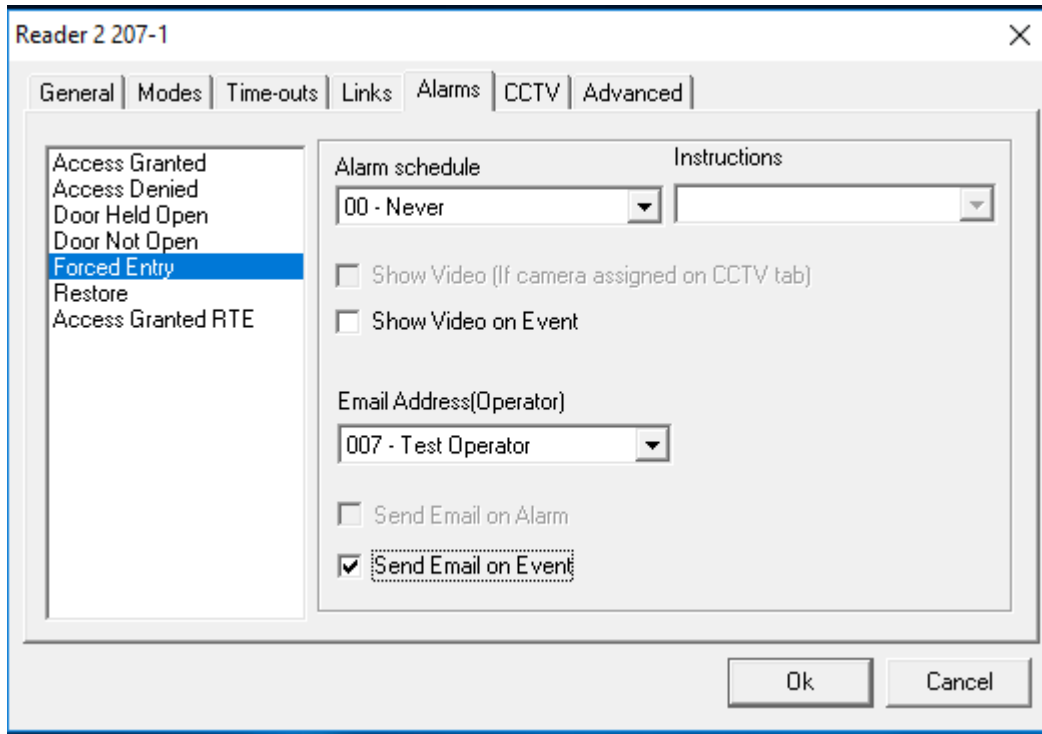 Reader 2 207-1
General Modes Time-outs Links Alarms CCTV Advanced
Access Granted
Access Denied
Door Held Open
Door Not Open
Forced Entry
Restore
Access Granted RTE
Alarm schedule
00 - Never
Instructions
Show Video (If camera assigned on CCTV tab)
Show Video on Event
Email Address(Operator)
007 - Test Operator
Send Email on Alarm
Send Email on Event
Ok Cancel